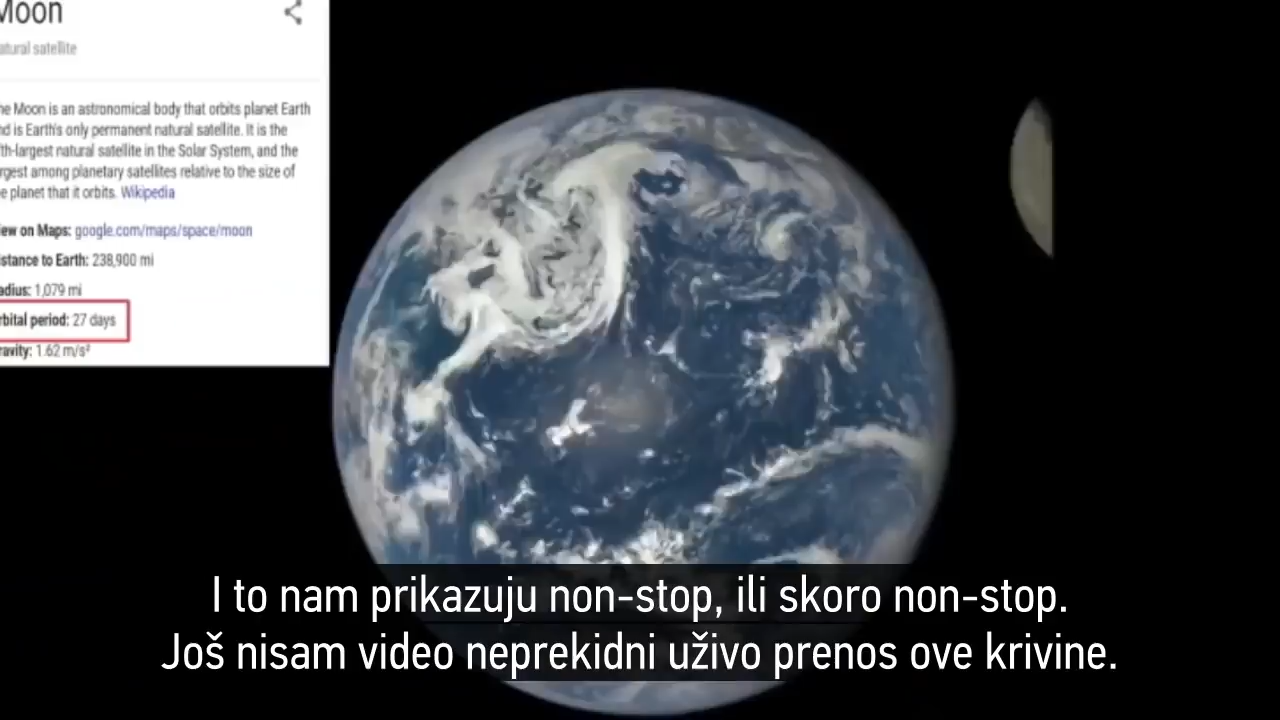 Moon
atural satellite
he Moon is an astronomical body that orbits planet Earth
nd is Earth's only permanent natural satellite. It is the
fth-largest natural satellite in the Solar System, and the
rgest among planetary satellites relative to the size of
e planet that it orbits. Wikipedia
iew on Maps: google.com/maps/space/moon
istance to Earth: 238,900 mi
adius: 1,079 mi
rbital period: 27 days
ravity: 1.62 m/s²
I to nam prikazuju non-stop, ili skoro non-stop.
Još nisam video neprekidni uživo prenos ove krivine.